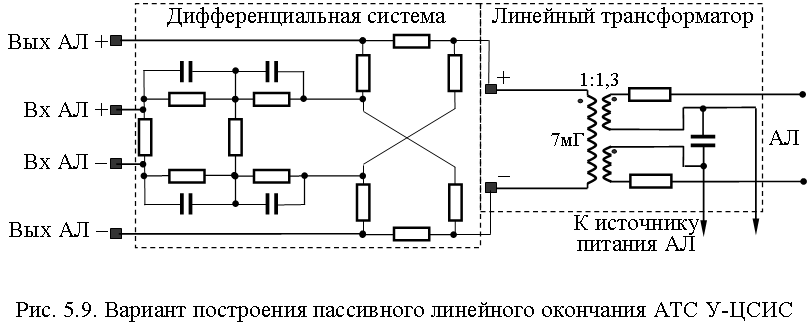 Дифференциальная система
Линейный трансформатор
Вых АЛ +
Вх АЛ +
Вх АЛ –
Вых АЛ –
+
–
1:1,3
7мГ
АЛ
К источнику
питания АЛ
Рис. 5.9. Вариант построения пассивного линейного окончания АТС У-ЦСИС